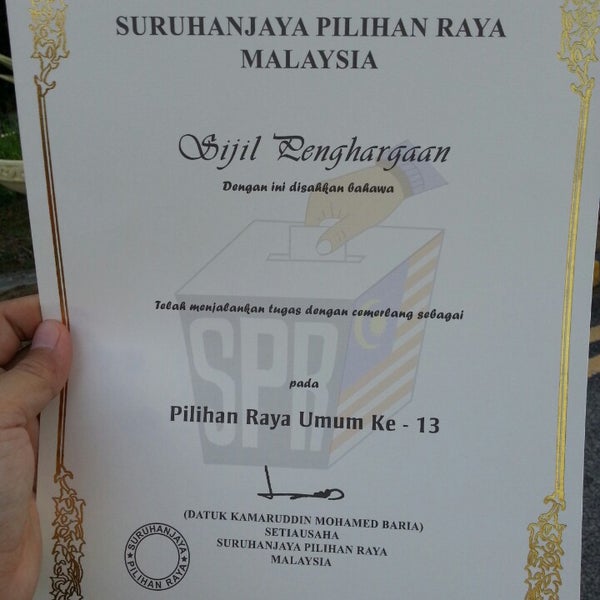 SURUHANJAYA PILIHAN RAYA
MALAYSIA
Sijil Penghargaan
Dengan ini disahkan bahawa
Telah menjalankan tugas dengan cemerlang sebagai
SPR
pada
Pilihan Raya Umum Ke - 13
(DATUK KAMARUDDIN MOHAMED BARIA)
SETIAUSAHA
SURUHANJAYA PILIHAN RAYA
MALAYSIA
SURUHANJAYA
PILIHAN RAYA